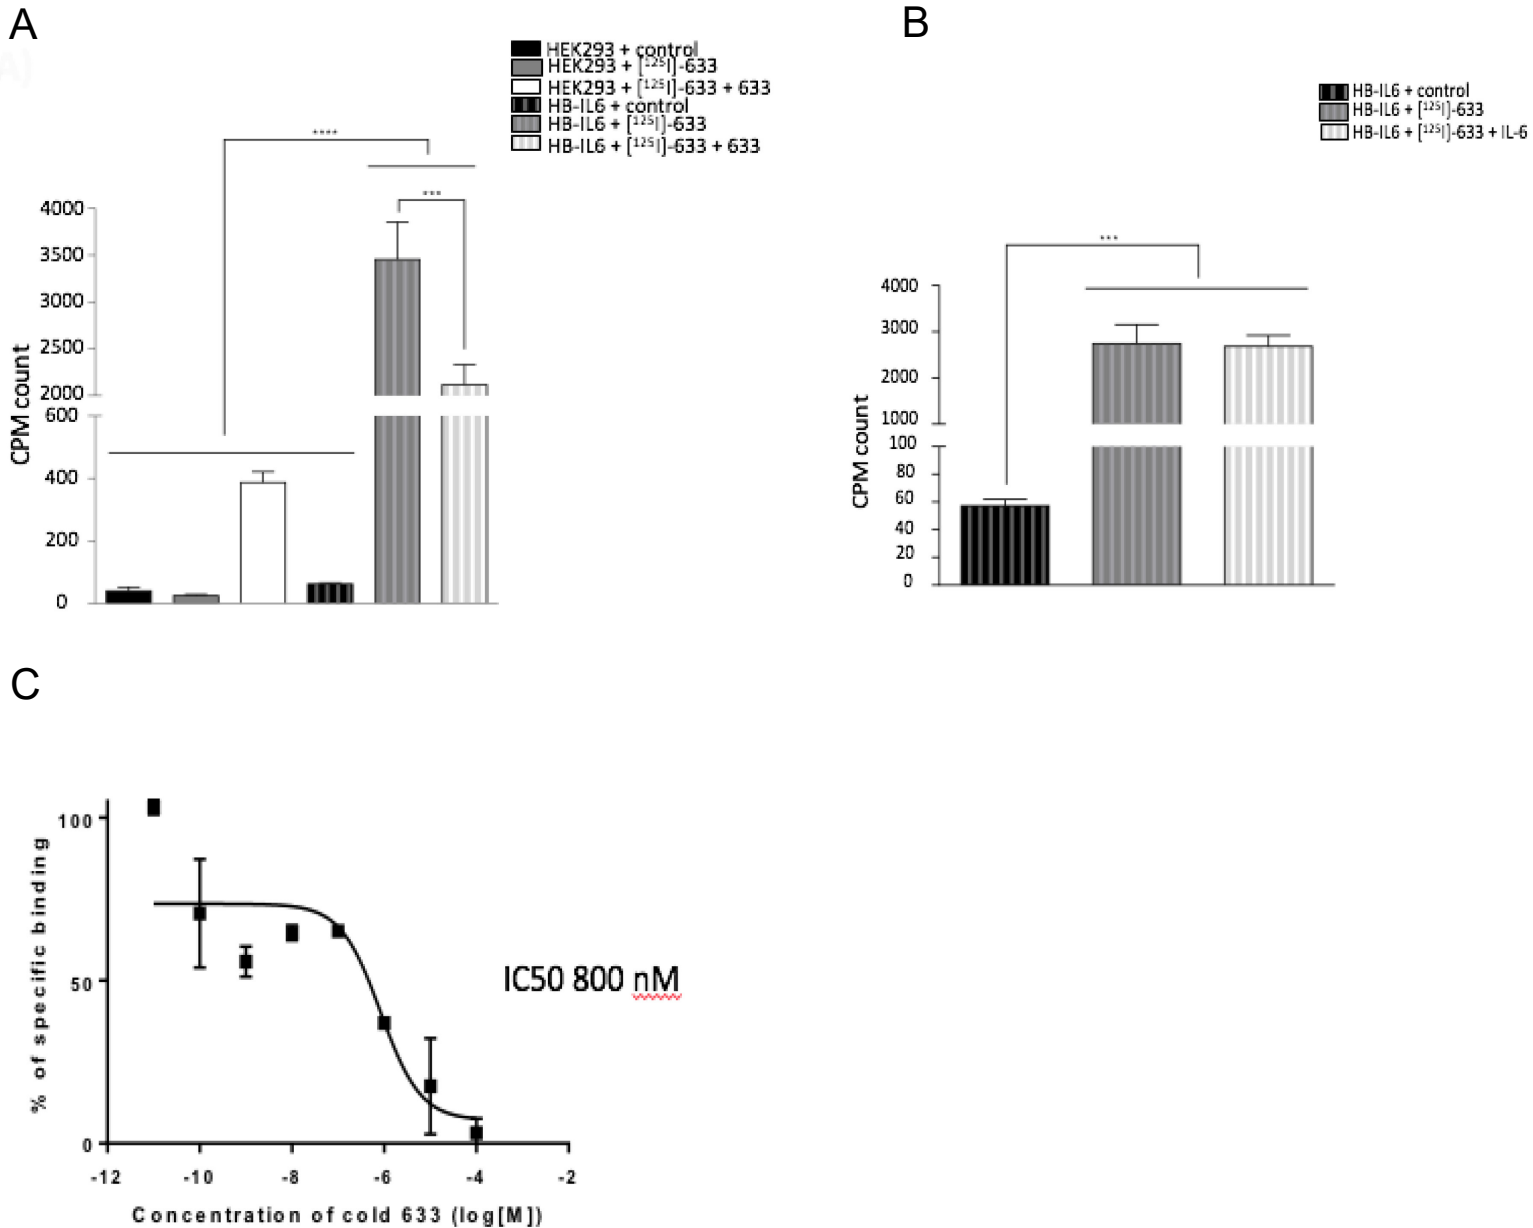 A
HEK293 + control
HEK293 + [¹²⁵I]-633
HEK293 + [¹²⁵I]-633 + 633
HB-IL6 + control
HB-IL6 + [¹²⁵I]-633
HB-IL6 + [¹²⁵I]-633 + 633
****
***
4000
3500
3000
2500
2000
600
400
200
0
CPM count
B
HB-IL6 + control
HB-IL6 + [¹²⁵I]-633
HB-IL6 + [¹²⁵I]-633 + IL-6
***
4000
3000
2000
1000
100
80
60
40
20
0
CPM count
C
100
50
0
% of specific binding
IC50 800 nM
-12 -10 -8 -6 -4 -2
Concentration of cold 633 (log[M])